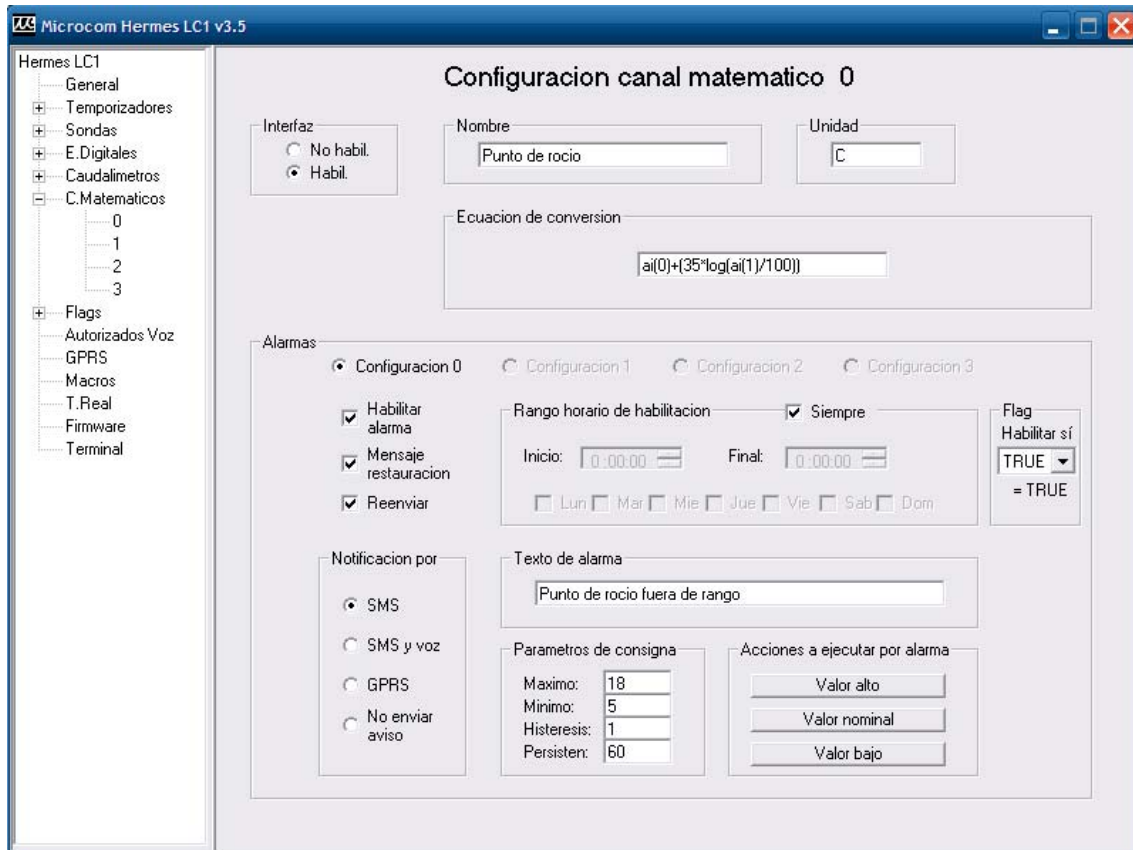 Microcom Hermes LC1 v3.5
Hermes LC1
General
Temporizadores
Sondas
E.Digitales
Caudalimetros
C.Matematicos
0
1
2
3
Flags
Autorizados Voz
GPRS
Macros
T.Real
Firmware
Terminal
Configuracion canal matematico 0
Interfaz
No habil.
Habil.
Nombre
Punto de rocio
Unidad
C
Ecuacion de conversion
ai(0)+(35*log(ai(1)/100))
Alarmas
Configuracion 0 Configuracion 1 Configuracion 2 Configuracion 3
Habilitar
alarma
Mensaje
restauracion
Reenviar
Rango horario de habilitacion Siempre
Inicio: 0:00:00 Final: 0:00:00
Lun Mar Mie Jue Vie Sab Dom
Flag
Habilitar sí
TRUE
= TRUE
Notificacion por
SMS
SMS y voz
GPRS
No enviar
aviso
Texto de alarma
Punto de rocio fuera de rango
Parametros de consigna
Maximo: 18
Minimo: 5
Histeresis: 1
Persisten: 60
Acciones a ejecutar por alarma
Valor alto
Valor nominal
Valor bajo